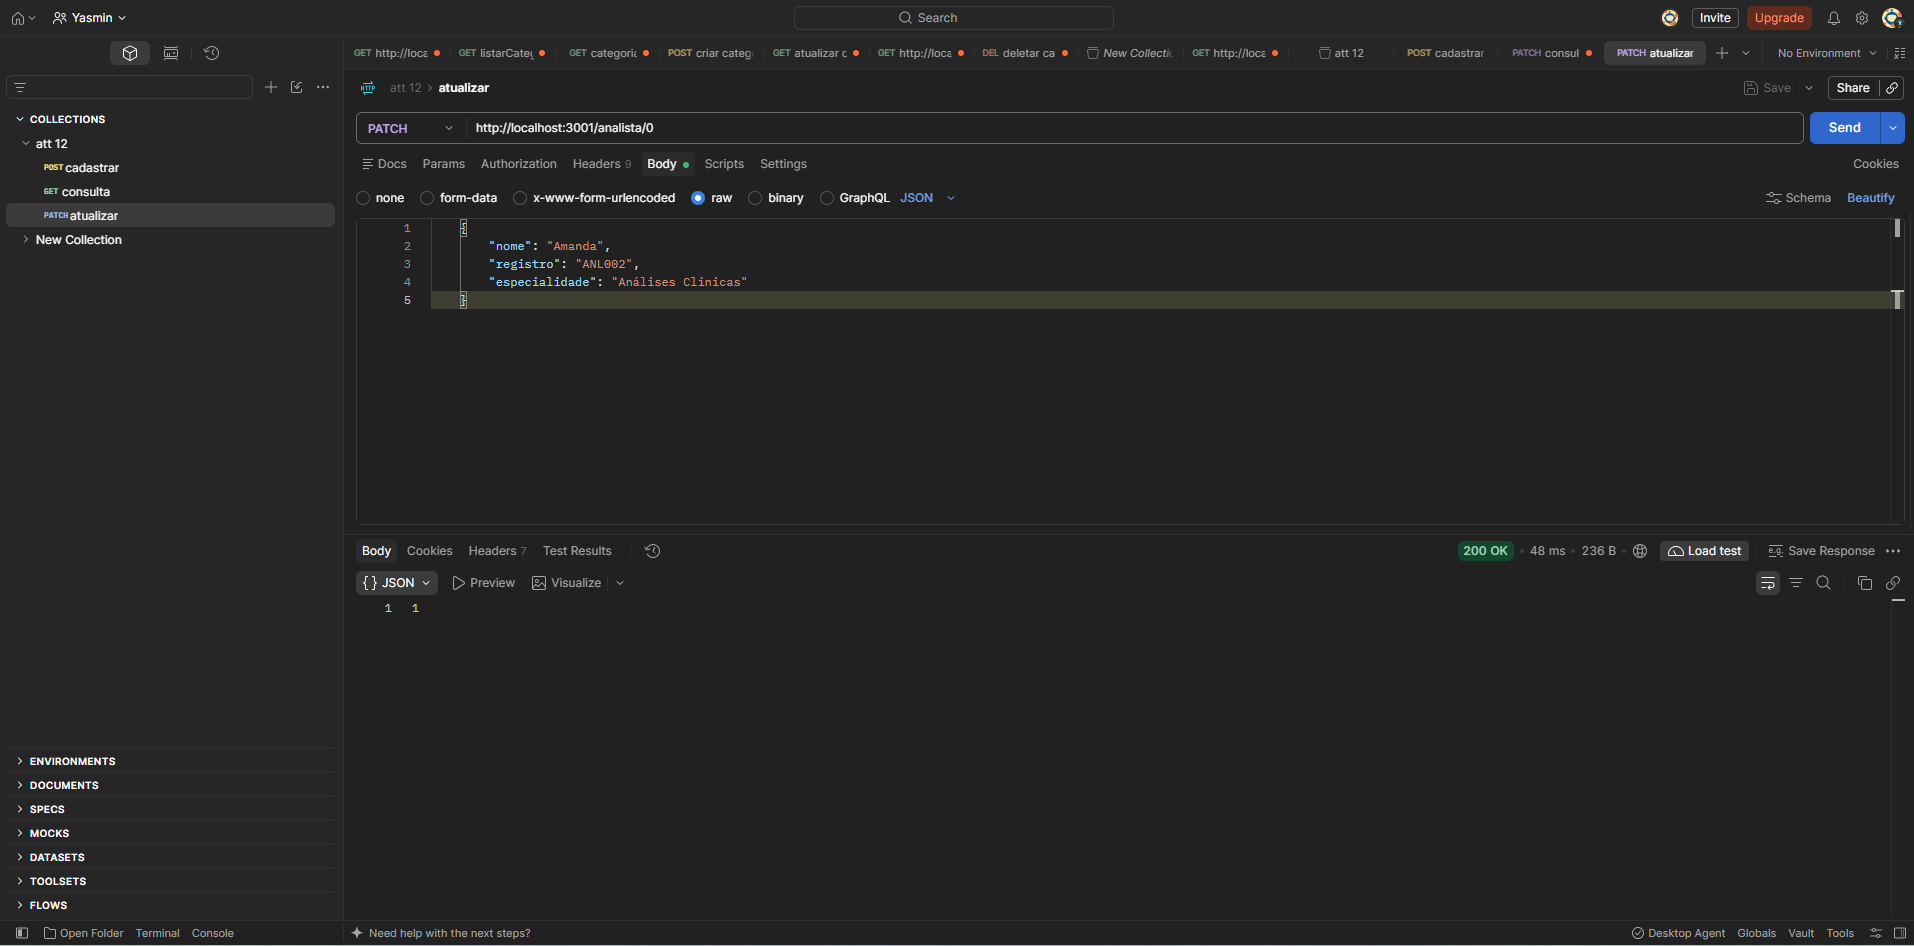 Yasmin
Search
Invite
Upgrade
GET http://loca
GET listarCateg
GET categoria
POST criar categ
GET atualizar c
GET http://loca
DEL deletar ca
New Collectic
GET http://loca
att 12
POST cadastrar
PATCH consul
PATCH atualizar
No Environment
att 12 > atualizar
Save
Share
COLLECTIONS
att 12
POST cadastrar
GET consulta
PATCH atualizar
New Collection
PATCH
http://localhost:3001/analista/0
Send
Docs
Params
Authorization
Headers 9
Body
Scripts
Settings
Cookies
none
form-data
x-www-form-urlencoded
raw
binary
GraphQL
JSON
Schema
Beautify
1 {
2 "nome": "Amanda",
3 "registro": "ANL002",
4 "especialidade": "Análises Clinicas"
5 }
Body
Cookies
Headers 7
Test Results
200 OK • 48 ms • 236 B
Load test
e.g. Save Response
{} JSON
Preview
Visualize
1 1
ENVIRONMENTS
DOCUMENTS
SPECS
MOCKS
DATASETS
TOOLSETS
FLOWS
Open Folder
Terminal
Console
Need help with the next steps?
Desktop Agent
Globals
Vault
Tools